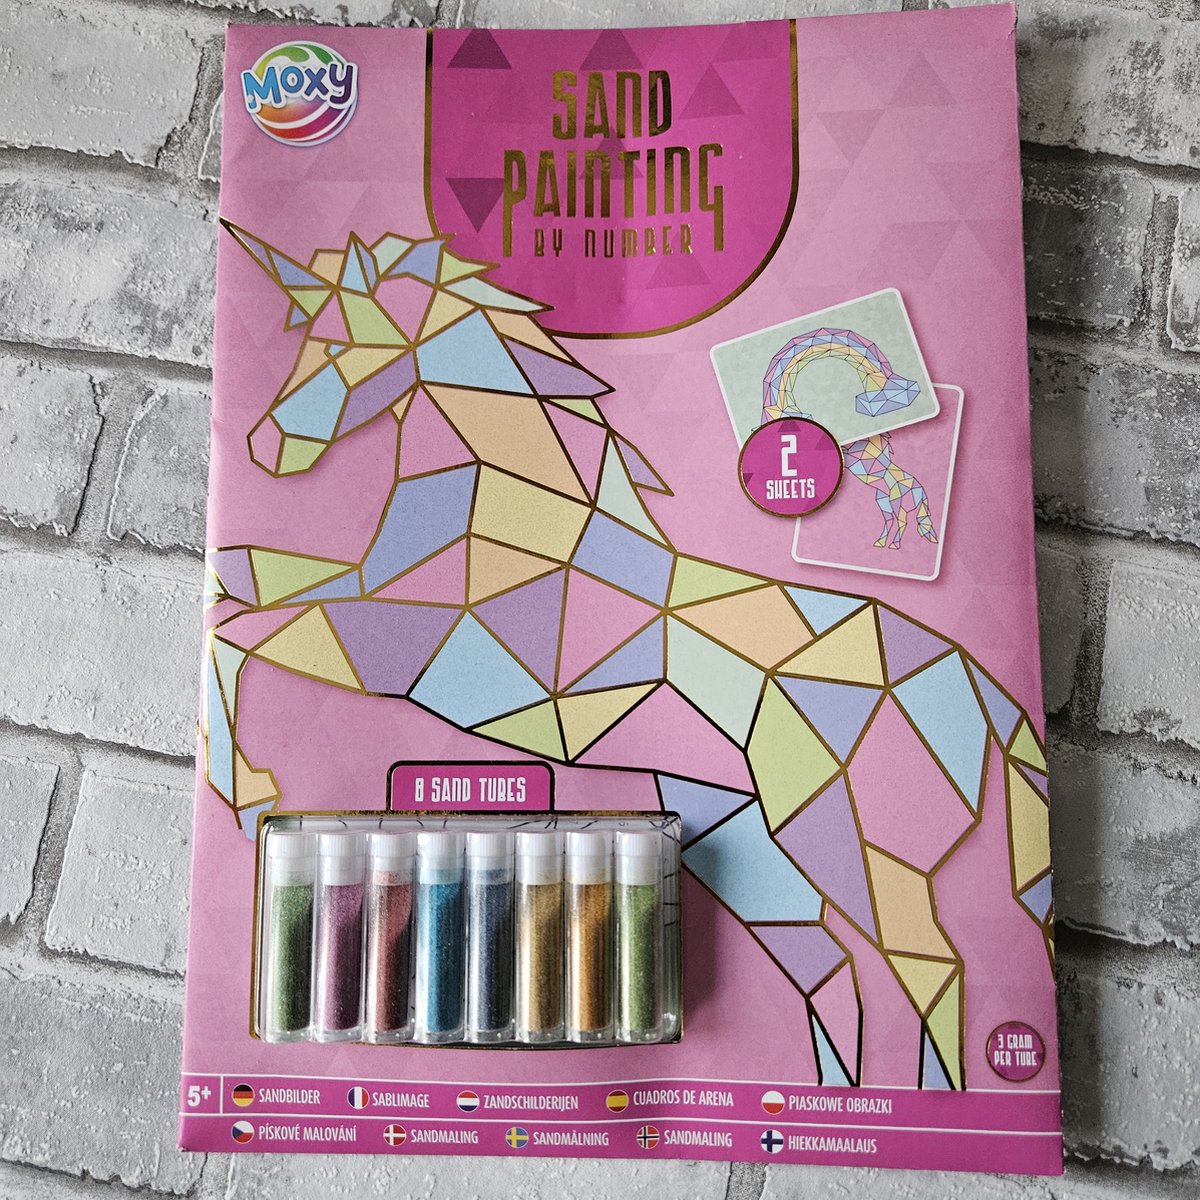 MOXY
SAND
PAINTING
BY NUMBER
2
SHEETS
8 SAND TUBES
3 GRAM
PER TUBE
5+
SANDBILDER SABLIMAGE ZANDSCHILDERIJEN CUADROS DE ARENA PIASKOWE OBRAZKI
PÍSKOVÉ MALOVÁNÍ SANDMALING SANDMÅLNING SANDMALING HIEKKAMAALAUS